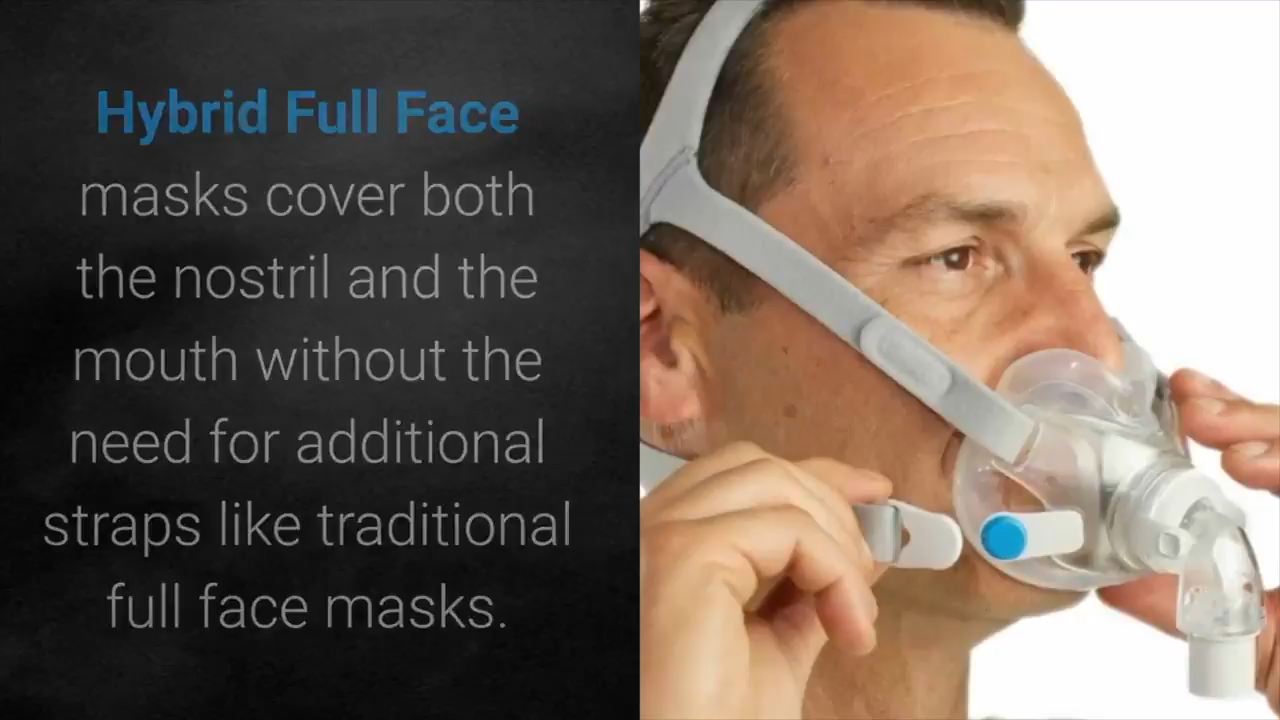 Hybrid Full Face
masks cover both
the nostril and the
mouth without the
need for additional
straps like traditional
full face masks.